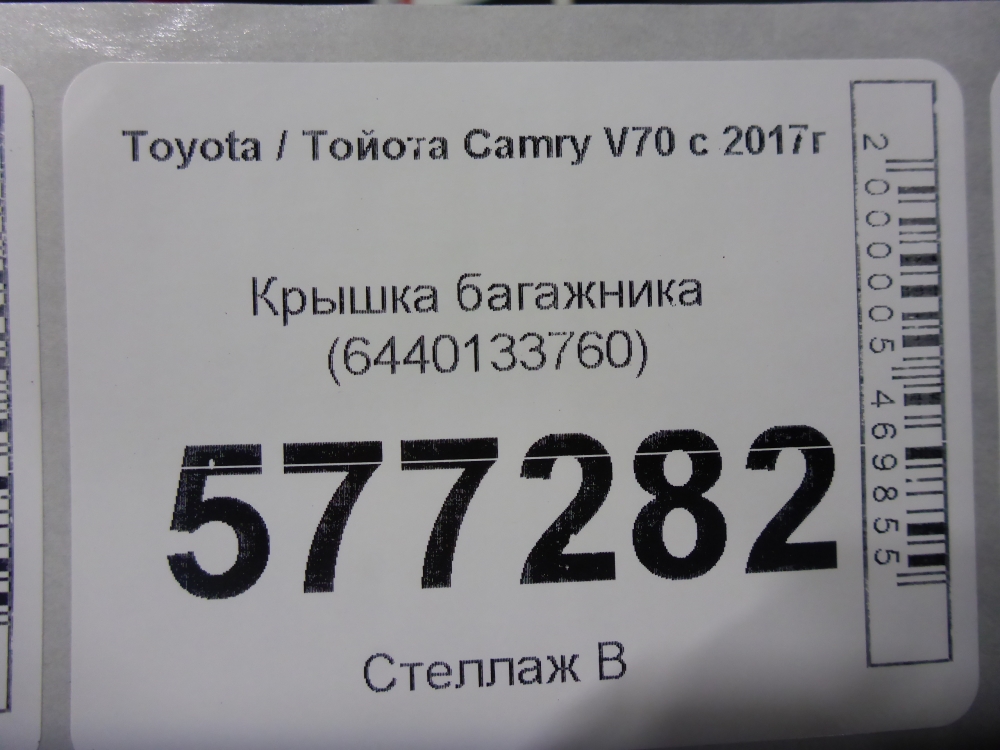 Toyota / Тойота Camry V70 с 2017г
Крышка багажника
(6440133760)
577282
Стеллаж В
2000005469855